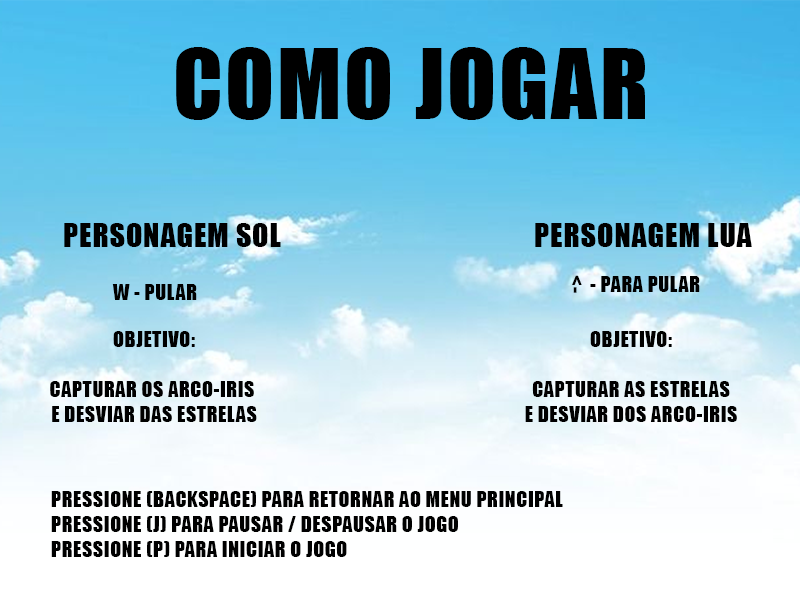 COMO JOGAR
PERSONAGEM SOL
W - PULAR
OBJETIVO:
CAPTURAR OS ARCO-IRIS
E DESVIAR DAS ESTRELAS
PERSONAGEM LUA
^ - PARA PULAR
OBJETIVO:
CAPTURAR AS ESTRELAS
E DESVIAR DOS ARCO-IRIS
PRESSIONE (BACKSPACE) PARA RETORNAR AO MENU PRINCIPAL
PRESSIONE (J) PARA PAUSAR / DESPAUSAR O JOGO
PRESSIONE (P) PARA INICIAR O JOGO